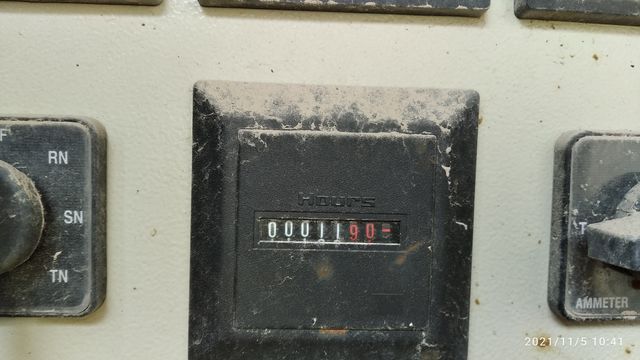 F
RN
SN
TN
Hours
0001190
AMMETER
2021/11/5 10:41